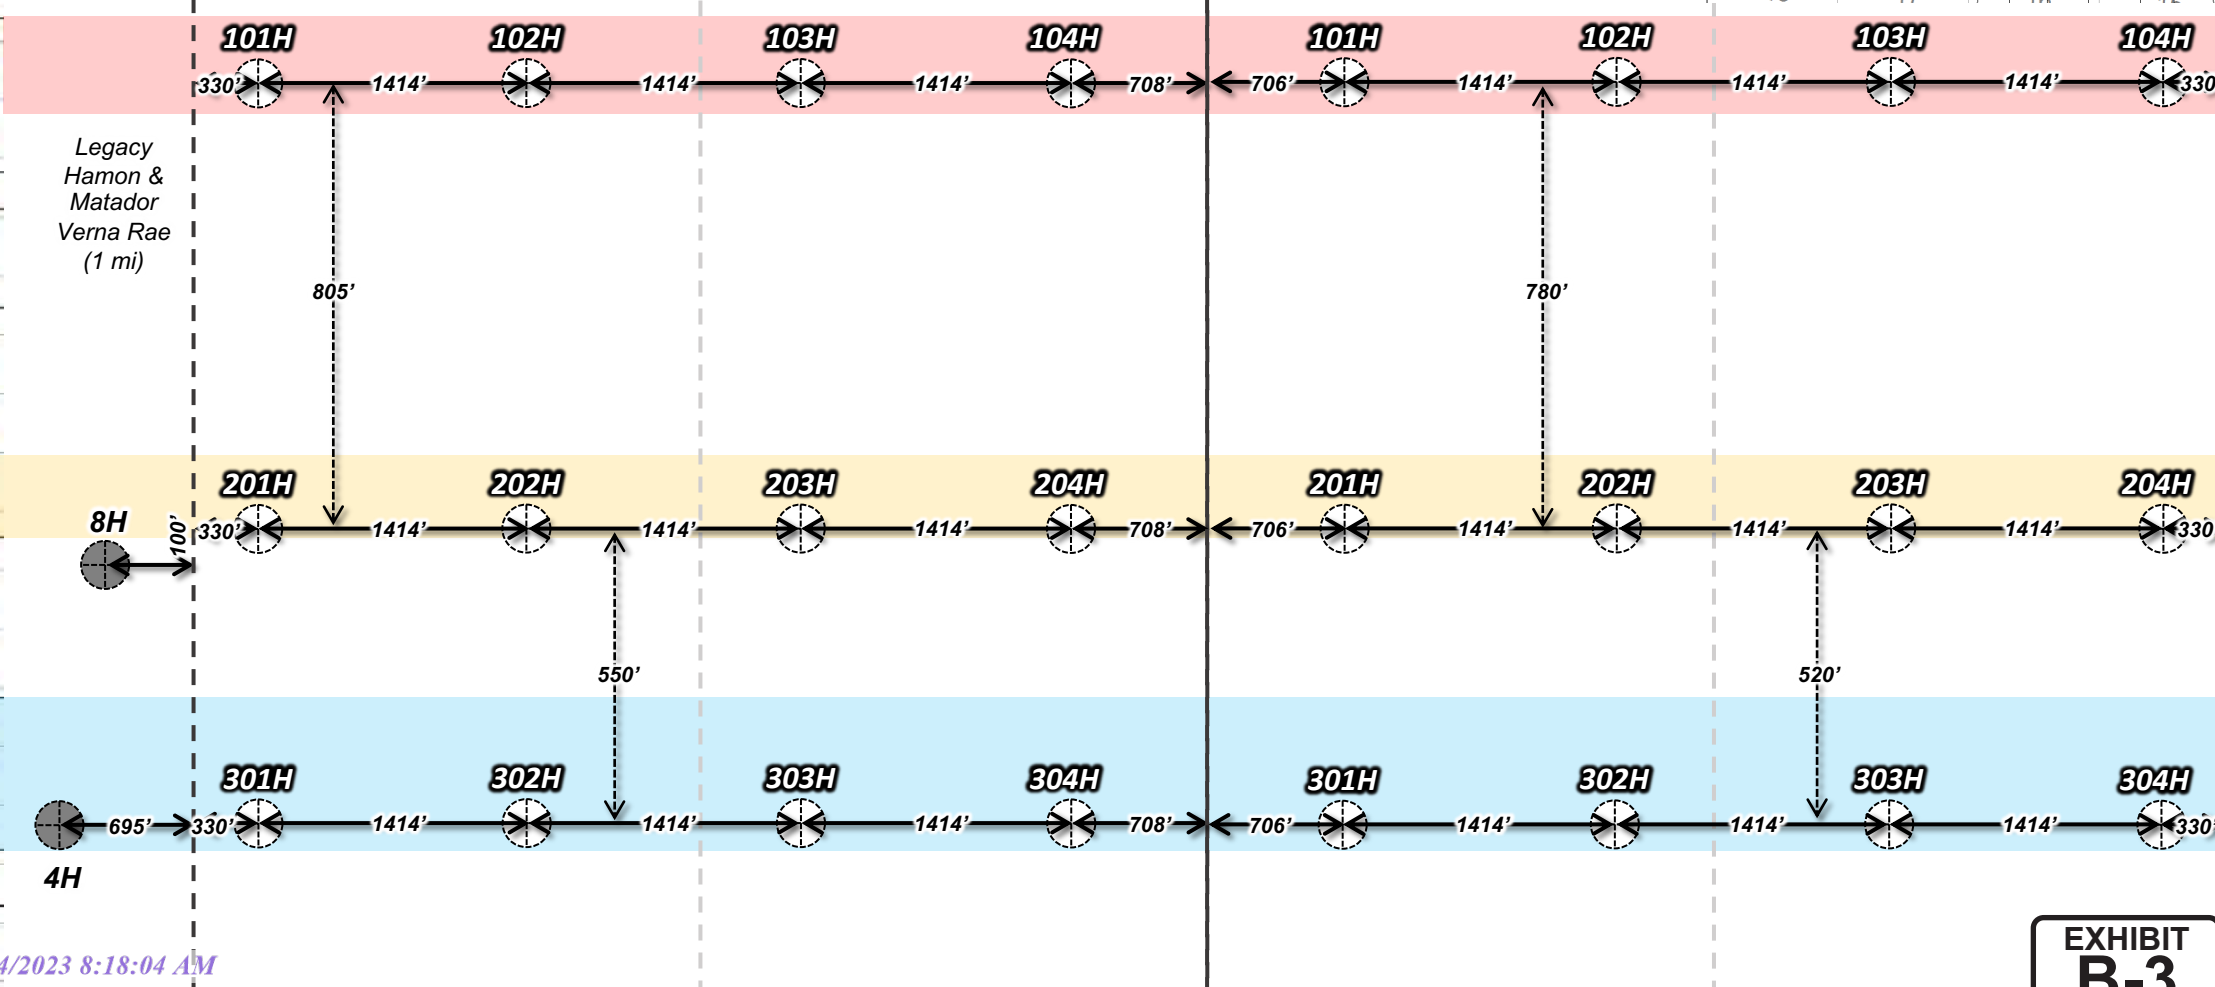 101H 102H 103H 104H 101H 102H 103H 104H
330’ 1414’ 1414’ 1414’ 708’ 706’ 1414’ 1414’ 1414’ 330
Legacy
Hamon &
Matador
Verna Rae
(1 mi)
805’ 780’
201H 202H 203H 204H 201H 202H 203H 204H
8H
100’
330’ 1414’ 1414’ 1414’ 708’ 706’ 1414’ 1414’ 1414’ 330
550’ 520’
301H 302H 303H 304H 301H 302H 303H 304H
695’ 330’ 1414’ 1414’ 1414’ 708’ 706’ 1414’ 1414’ 1414’ 330’
4H
EXHIBIT
B-3
4/2023 8:18:04 AM